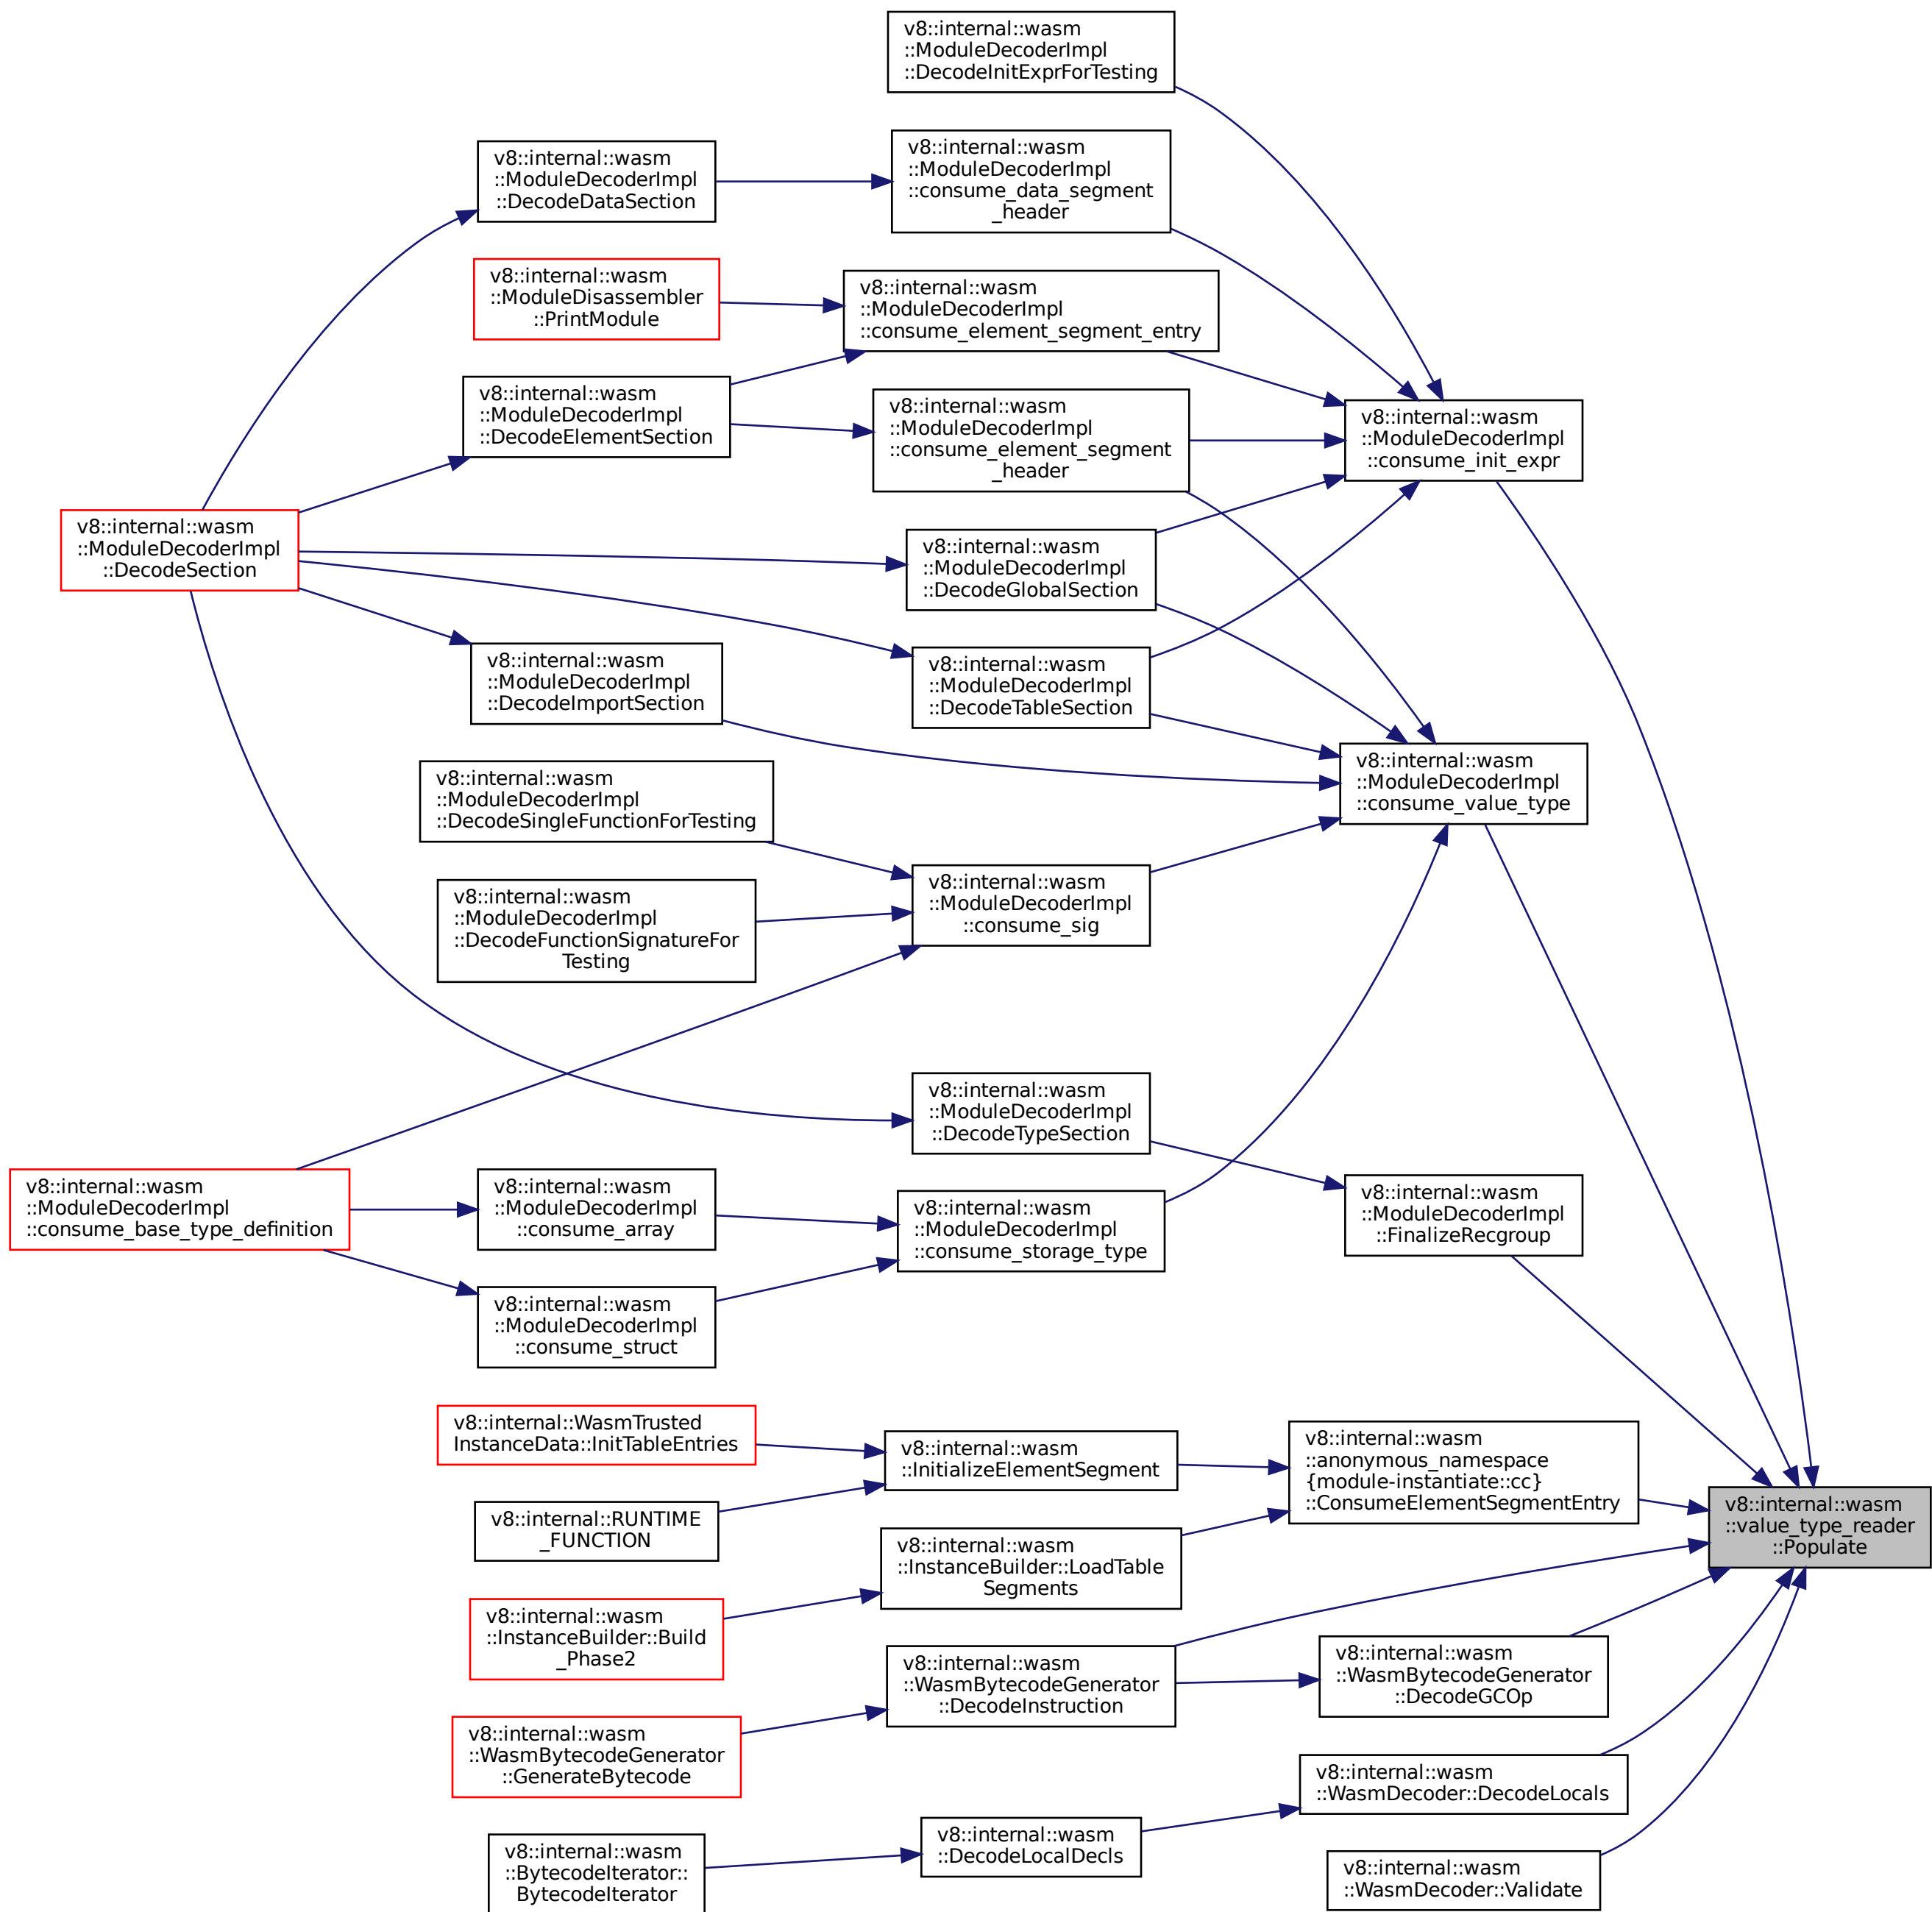 v8::internal::wasm
::ModuleDecoderImpl
::DecodeInitExprForTesting
v8::internal::wasm
::ModuleDecoderImpl
::consume_data_segment
_header
v8::internal::wasm
::ModuleDecoderImpl
::DecodeDataSection
v8::internal::wasm
::ModuleDisassembler
::PrintModule
v8::internal::wasm
::ModuleDecoderImpl
::consume_element_segment_entry
v8::internal::wasm
::ModuleDecoderImpl
::DecodeElementSection
v8::internal::wasm
::ModuleDecoderImpl
::consume_element_segment
_header
v8::internal::wasm
::ModuleDecoderImpl
::consume_init_expr
v8::internal::wasm
::ModuleDecoderImpl
::DecodeSection
v8::internal::wasm
::ModuleDecoderImpl
::DecodeGlobalSection
v8::internal::wasm
::ModuleDecoderImpl
::DecodeImportSection
v8::internal::wasm
::ModuleDecoderImpl
::DecodeTableSection
v8::internal::wasm
::ModuleDecoderImpl
::consume_value_type
v8::internal::wasm
::ModuleDecoderImpl
::DecodeSingleFunctionForTesting
v8::internal::wasm
::ModuleDecoderImpl
::consume_sig
v8::internal::wasm
::ModuleDecoderImpl
::DecodeFunctionSignatureFor
Testing
v8::internal::wasm
::ModuleDecoderImpl
::DecodeTypeSection
v8::internal::wasm
::ModuleDecoderImpl
::consume_base_type_definition
v8::internal::wasm
::ModuleDecoderImpl
::consume_array
v8::internal::wasm
::ModuleDecoderImpl
::consume_storage_type
v8::internal::wasm
::ModuleDecoderImpl
::FinalizeRecgroup
v8::internal::wasm
::ModuleDecoderImpl
::consume_struct
v8::internal::WasmTrusted
InstanceData::InitTableEntries
v8::internal::wasm
::InitializeElementSegment
v8::internal::wasm
::anonymous_namespace
{module-instantiate::cc}
::ConsumeElementSegmentEntry
v8::internal::wasm
::value_type_reader
::Populate
v8::internal::RUNTIME
_FUNCTION
v8::internal::wasm
::InstanceBuilder::LoadTable
Segments
v8::internal::wasm
::InstanceBuilder::Build
_Phase2
v8::internal::wasm
::WasmBytecodeGenerator
::DecodeInstruction
v8::internal::wasm
::WasmBytecodeGenerator
::DecodeGCOp
v8::internal::wasm
::WasmBytecodeGenerator
::GenerateBytecode
v8::internal::wasm
::WasmDecoder::DecodeLocals
v8::internal::wasm
::DecodeLocalDecls
v8::internal::wasm
::BytecodeIterator::
BytecodeIterator
v8::internal::wasm
::WasmDecoder::Validate